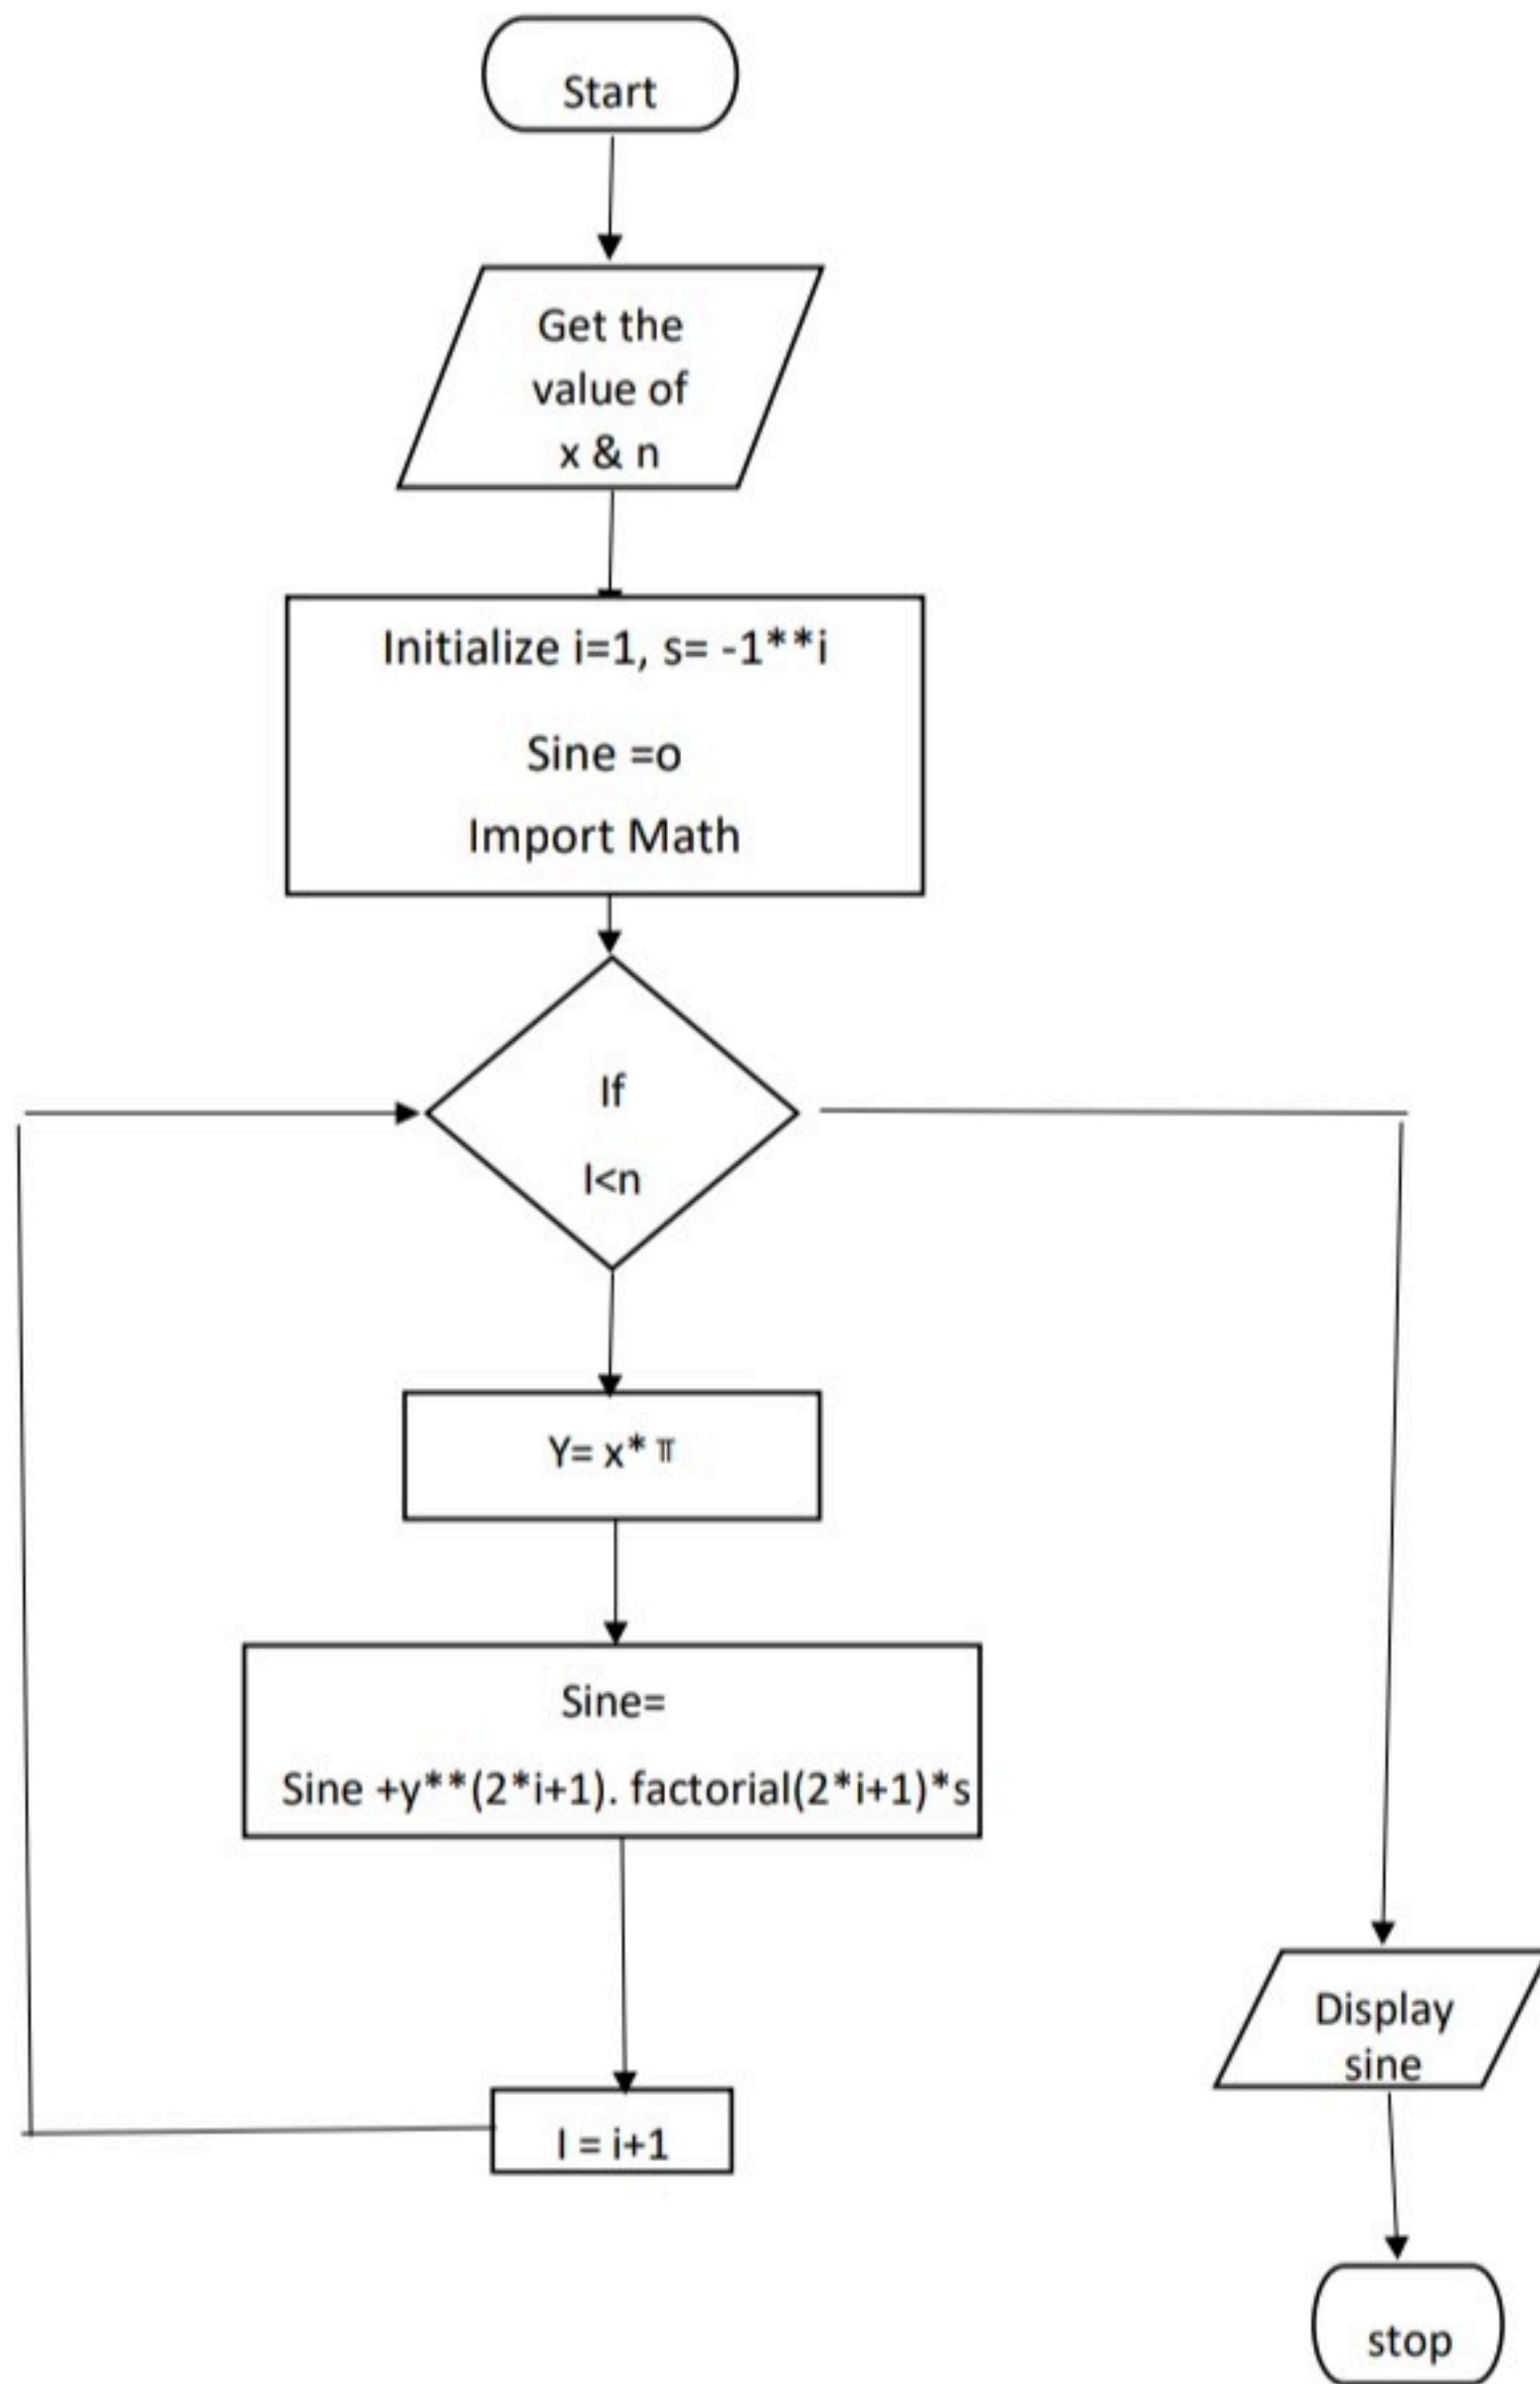 Start
Get the
value of
x & n
Initialize i=1, s= -1**i
Sine =o
Import Math
If
I<n
Y= x* π
Sine=
Sine +y**(2*i+1). factorial(2*i+1)*s
I = i+1
Display
sine
stop